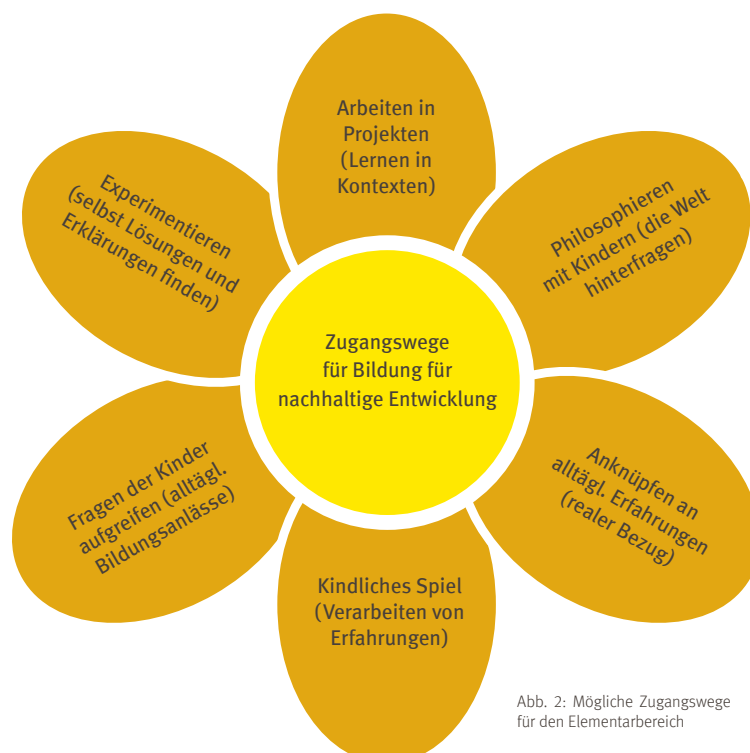 Arbeiten in
Projekten
(Lernen in
Kontexten)
Philosophieren
mit Kindern (die Welt
hinterfragen)
Anknüpfen an
alltägl. Erfahrungen
(realer Bezug)
Kindliches Spiel
(Verarbeiten von
Erfahrungen)
Fragen der Kinder
aufgreifen (alltägl.
Bildungsanlässe)
Experimentieren
(selbst Lösungen und
Erklärungen finden)
Zugangswege
für Bildung für
nachhaltige Entwicklung
Abb. 2: Mögliche Zugangswege
für den Elementarbereich